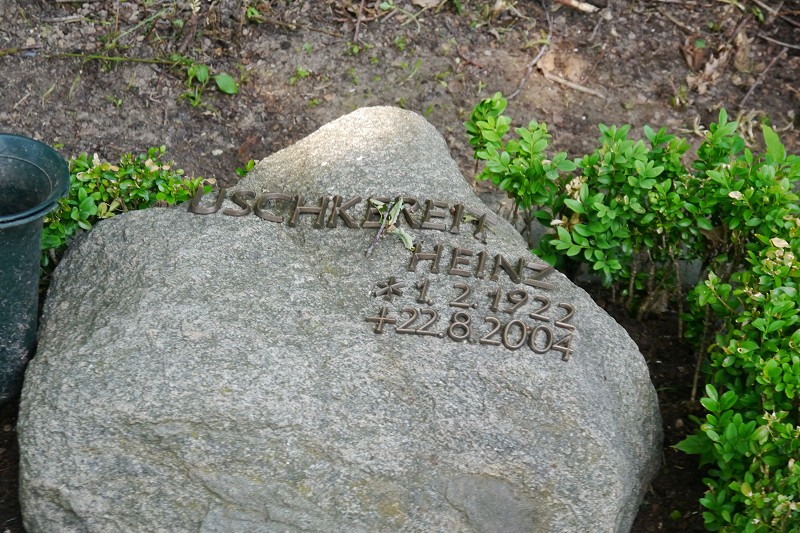 USCHKEREIT
HEINZ
* 1. 2. 1922
+22.8.2004